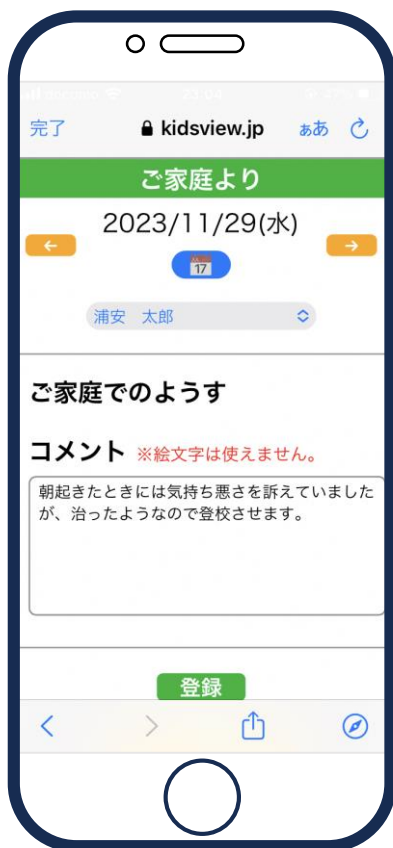 完了 kidsview.jp ぁあ
ご家庭より
2023/11/29(水)
← →
17
浦安 太郎
ご家庭でのようす
コメント ※絵文字は使えません。
朝起きたときには気持ち悪さを訴えていました
が、治ったようなので登校させます。
登録